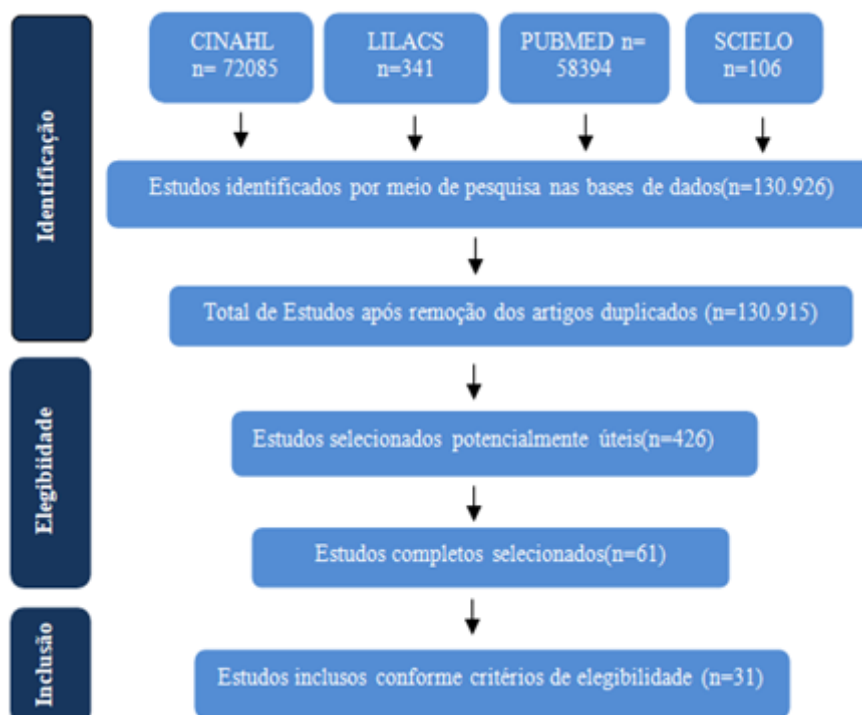 CINAHL
n= 72085
LILACS
n=341
PUBMED n=
58394
SCIELO
n=106
Identificação
Estudos identificados por meio de pesquisa nas bases de dados(n=130.926)
Total de Estudos após remoção dos artigos duplicados (n=130.915)
Elegibiidade
Estudos selecionados potencialmente úteis(n=426)
Estudos completos selecionados(n=61)
Inclusão
Estudos inclusos conforme critérios de elegibilidade (n=31)